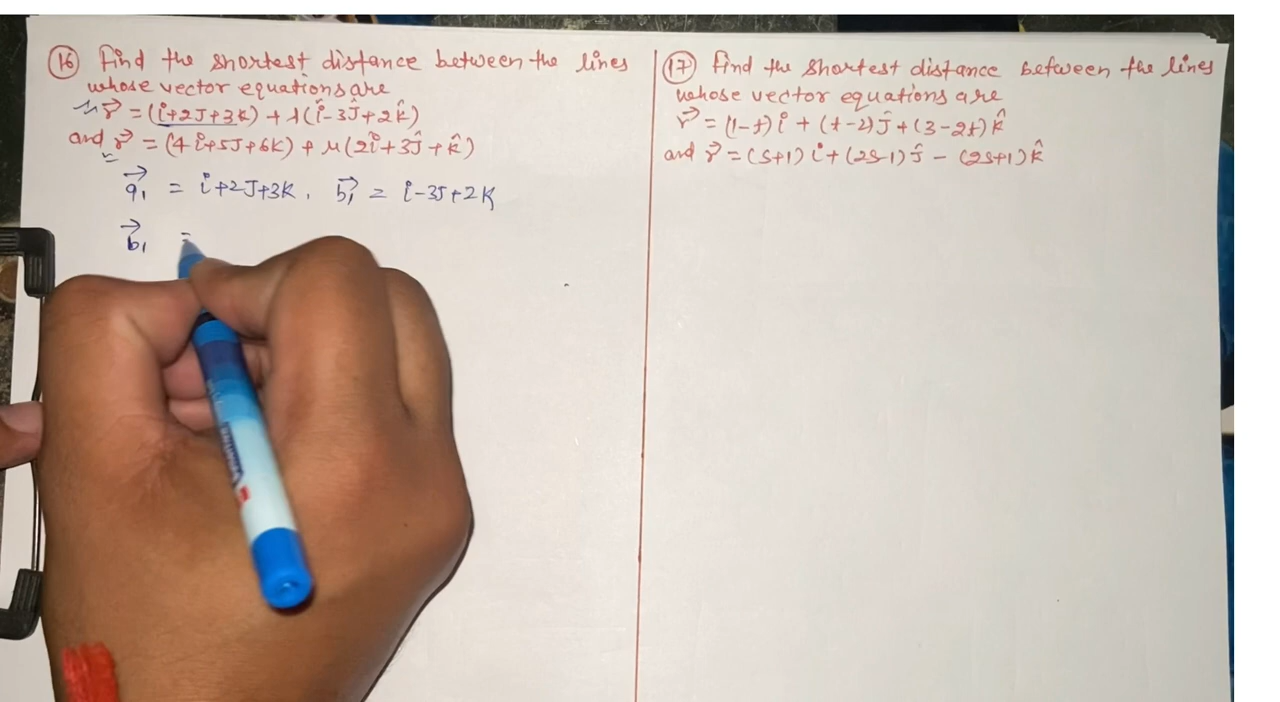 (16) Find the shortest distance between the lines
whose vector equations are
r⃗ = (i+2J+3K) + λ(î-3Ĵ+2k̂)
and r⃗ = (4i+5J+6K) + μ(2î+3ĵ+k̂)
a⃗₁ = i+2J+3K, b⃗₁ = i-3J+2K
b⃗₁ =
(17) find the shortest distance between the lines
whose vector equations are
r⃗ = (1-t)î + (t-2)ĵ + (3-2t)k̂
and r⃗ = (s+1)î + (2s-1)ĵ - (2s+1)k̂